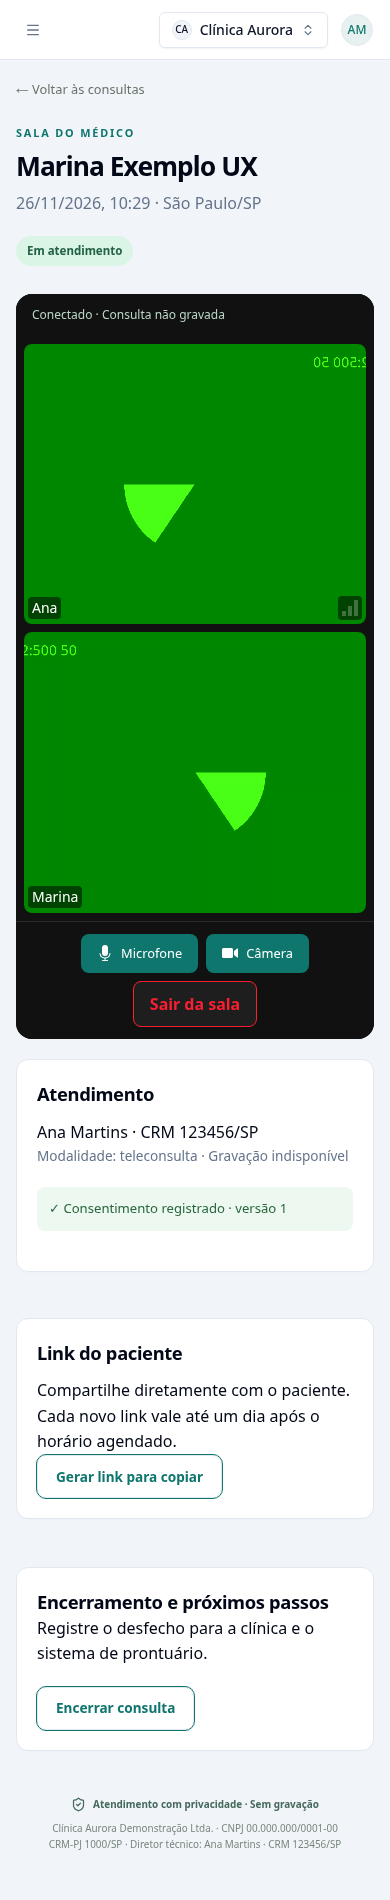 CA Clínica Aurora AM
← Voltar às consultas
SALA DO MÉDICO
Marina Exemplo UX
26/11/2026, 10:29 · São Paulo/SP
Em atendimento
Conectado · Consulta não gravada
Ana
2:500 50
Marina
Microfone Câmera
Sair da sala
Atendimento
Ana Martins · CRM 123456/SP
Modalidade: teleconsulta · Gravação indisponível
✓ Consentimento registrado · versão 1
Link do paciente
Compartilhe diretamente com o paciente.
Cada novo link vale até um dia após o
horário agendado.
Gerar link para copiar
Encerramento e próximos passos
Registre o desfecho para a clínica e o
sistema de prontuário.
Encerrar consulta
Atendimento com privacidade · Sem gravação
Clínica Aurora Demonstração Ltda. · CNPJ 00.000.000/0001-00
CRM-PJ 1000/SP · Diretor técnico: Ana Martins · CRM 123456/SP